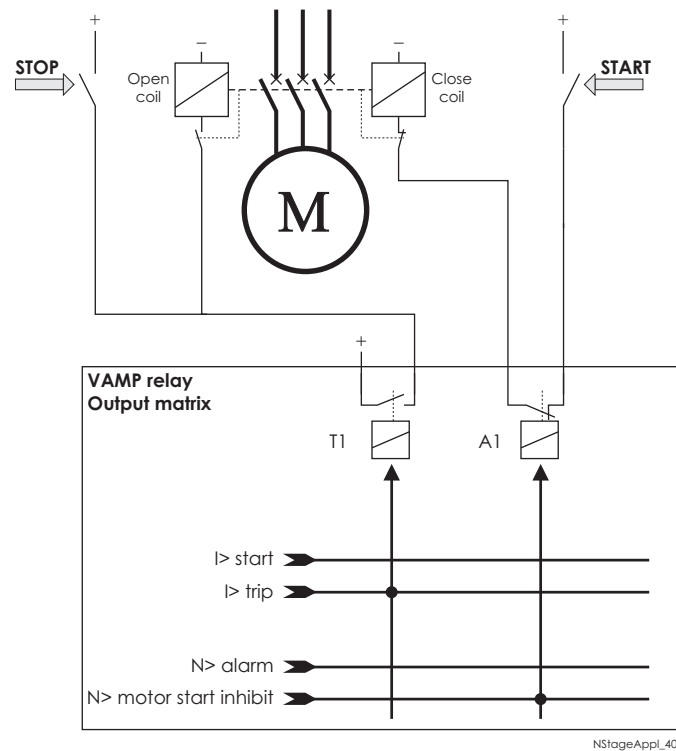 +
+
STOP
START
−
−
Open
coil
Close
coil
M
+
VAMP relay
Output matrix
T1
A1
I> start
I> trip
N> alarm
N> motor start inhibit
NStageAppl_40